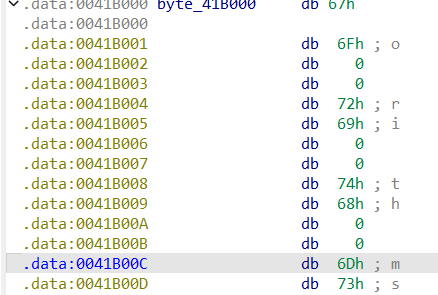 .data:0041B000 byte_41B000 db 67h
.data:0041B000
.data:0041B001 db 6Fh ; o
.data:0041B002 db 0
.data:0041B003 db 0
.data:0041B004 db 72h ; r
.data:0041B005 db 69h ; i
.data:0041B006 db 0
.data:0041B007 db 0
.data:0041B008 db 74h ; t
.data:0041B009 db 68h ; h
.data:0041B00A db 0
.data:0041B00B db 0
.data:0041B00C db 6Dh ; m
.data:0041B00D db 73h ; s